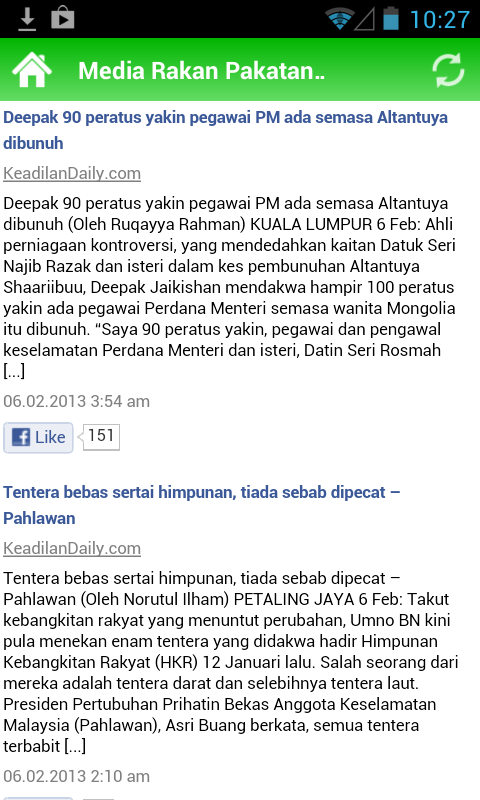 10:27
Media Rakan Pakatan..
Deepak 90 peratus yakin pegawai PM ada semasa Altantuya
dibunuh
KeadilanDaily.com
Deepak 90 peratus yakin pegawai PM ada semasa Altantuya
dibunuh (Oleh Ruqayya Rahman) KUALA LUMPUR 6 Feb: Ahli
perniagaan kontroversi, yang mendedahkan kaitan Datuk Seri
Najib Razak dan isteri dalam kes pembunuhan Altantuya
Shaariibuu, Deepak Jaikishan mendakwa hampir 100 peratus
yakin ada pegawai Perdana Menteri semasa wanita Mongolia
itu dibunuh. “Saya 90 peratus yakin, pegawai dan pengawal
keselamatan Perdana Menteri dan isteri, Datin Seri Rosmah
[...]
06.02.2013 3:54 am
Like 151
Tentera bebas sertai himpunan, tiada sebab dipecat –
Pahlawan
KeadilanDaily.com
Tentera bebas sertai himpunan, tiada sebab dipecat –
Pahlawan (Oleh Norutul Ilham) PETALING JAYA 6 Feb: Takut
kebangkitan rakyat yang menuntut perubahan, Umno BN kini
pula menekan enam tentera yang didakwa hadir Himpunan
Kebangkitan Rakyat (HKR) 12 Januari lalu. Salah seorang dari
mereka adalah tentera darat dan selebihnya tentera laut.
Presiden Pertubuhan Prihatin Bekas Anggota Keselamatan
Malaysia (Pahlawan), Asri Buang berkata, semua tentera
terbabit [...]
06.02.2013 2:10 am